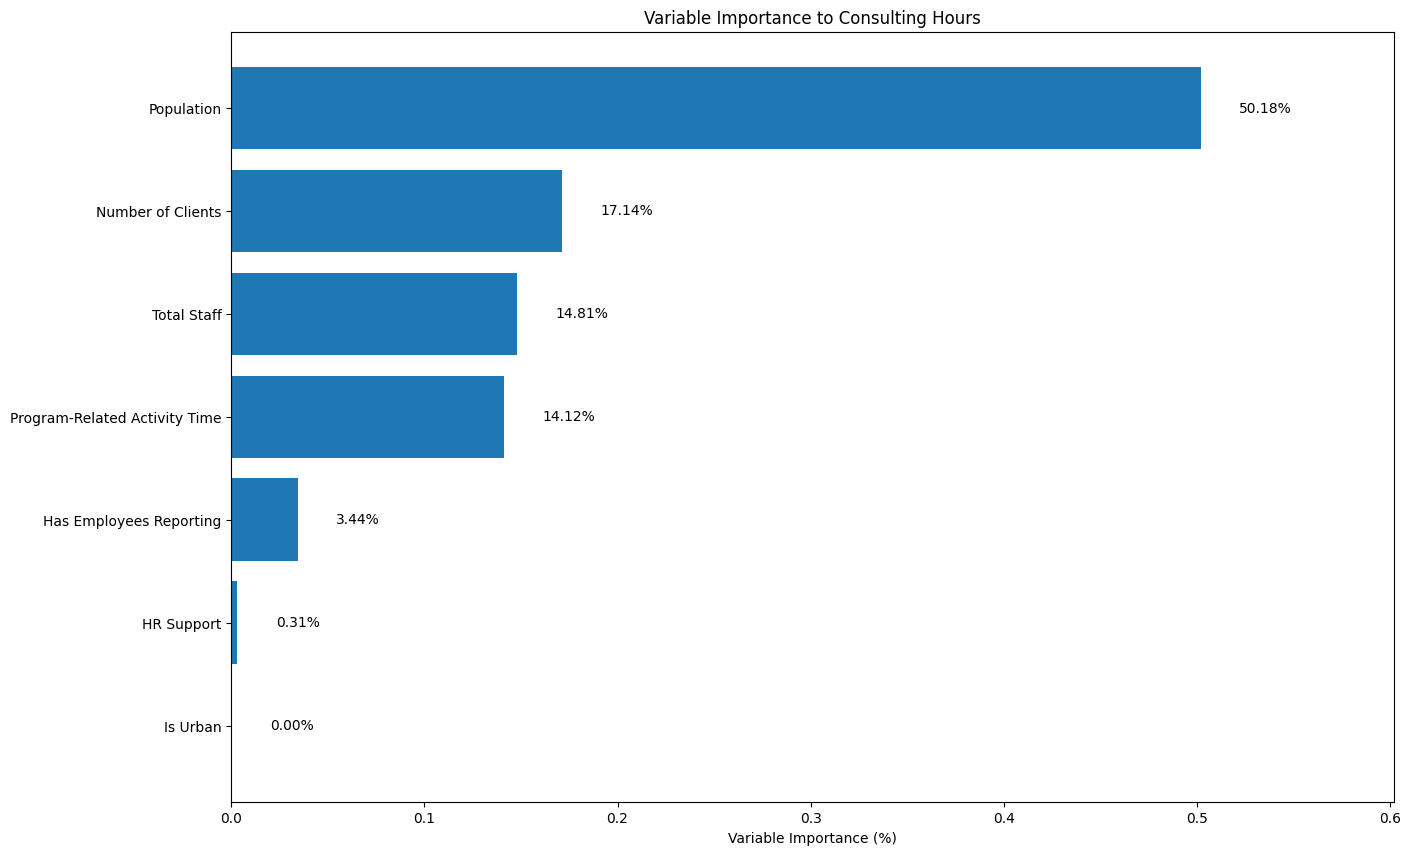 Variable Importance to Consulting Hours
Population
50.18%
Number of Clients
17.14%
Total Staff
14.81%
Program-Related Activity Time
14.12%
Has Employees Reporting
3.44%
HR Support
0.31%
Is Urban
0.00%
0.0 0.1 0.2 0.3 0.4 0.5 0.6
Variable Importance (%)